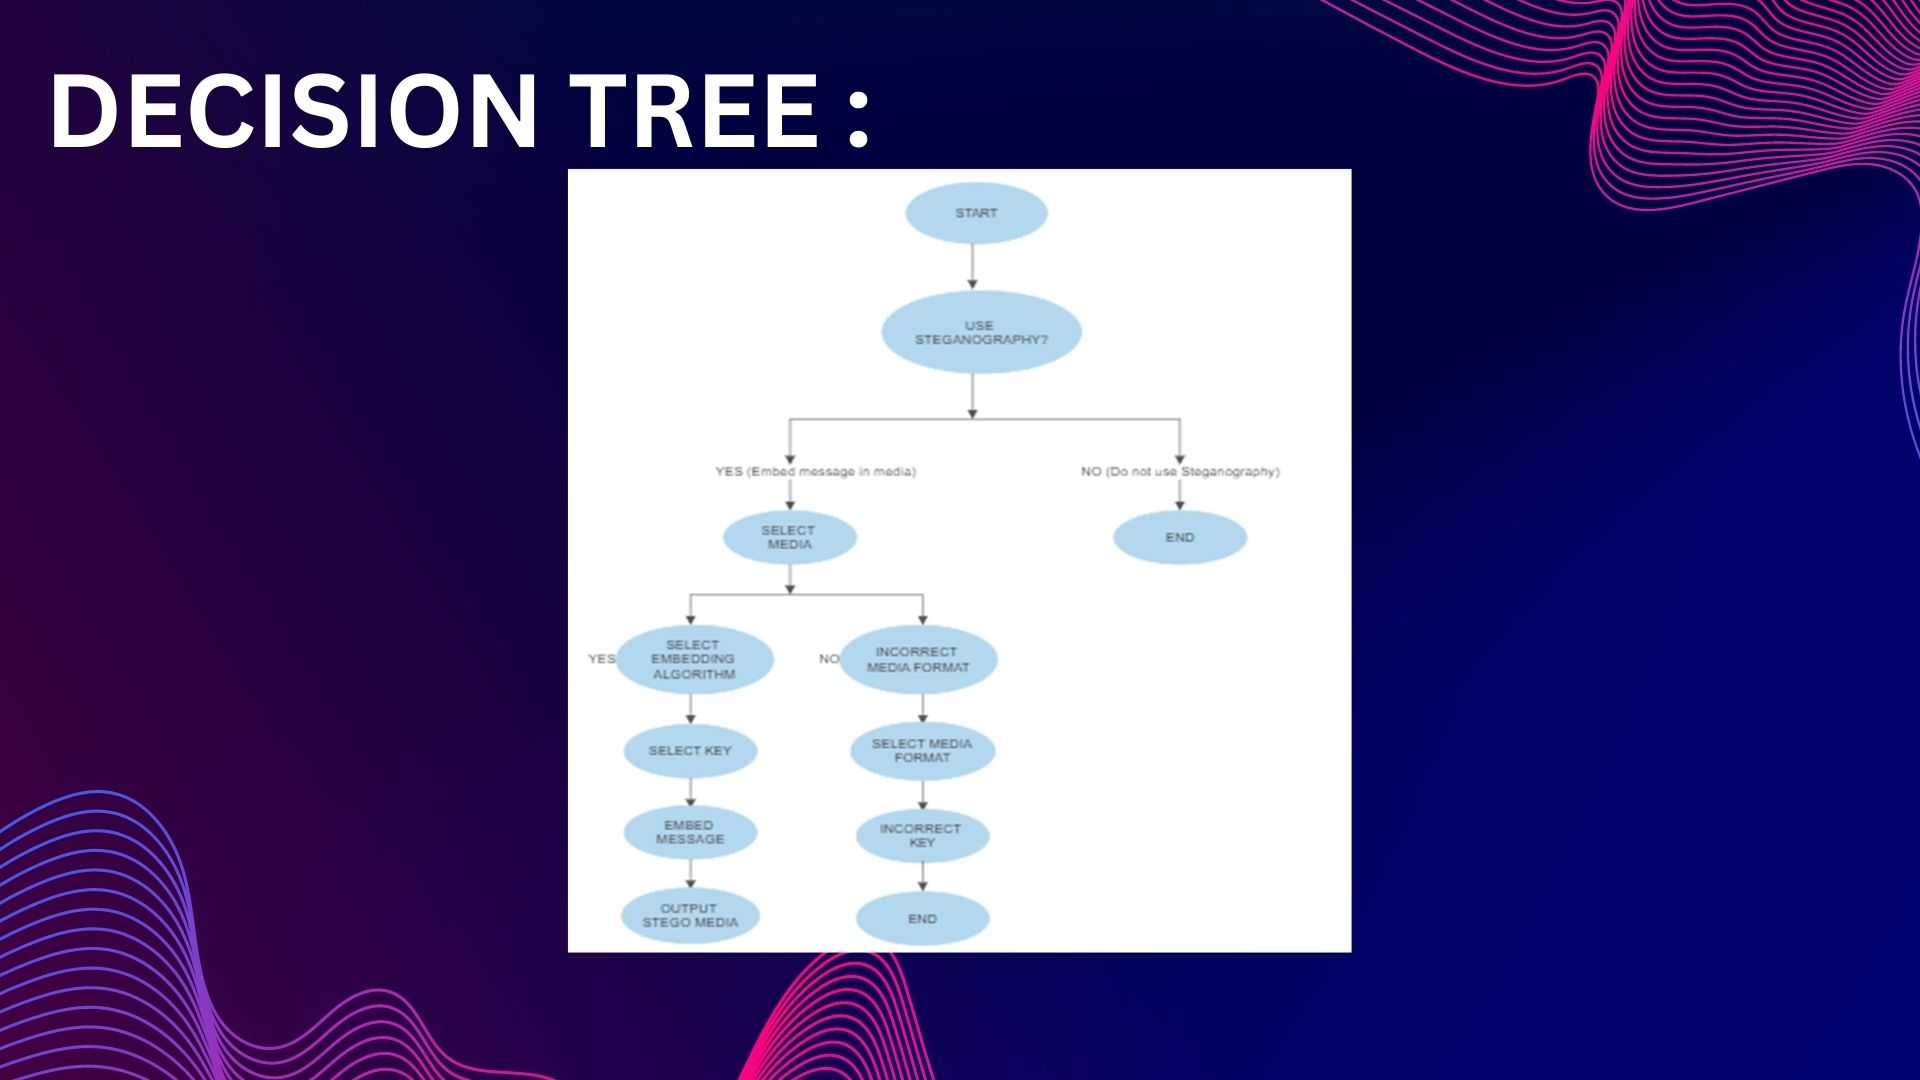 DECISION TREE :
START
USE
STEGANOGRAPHY?
YES (Embed message in media)
NO (Do not use Steganography)
SELECT
MEDIA
END
YES
SELECT
EMBEDDING
ALGORITHM
NO
INCORRECT
MEDIA FORMAT
SELECT KEY
SELECT MEDIA
FORMAT
EMBED
MESSAGE
INCORRECT
KEY
OUTPUT
STEGO MEDIA
END